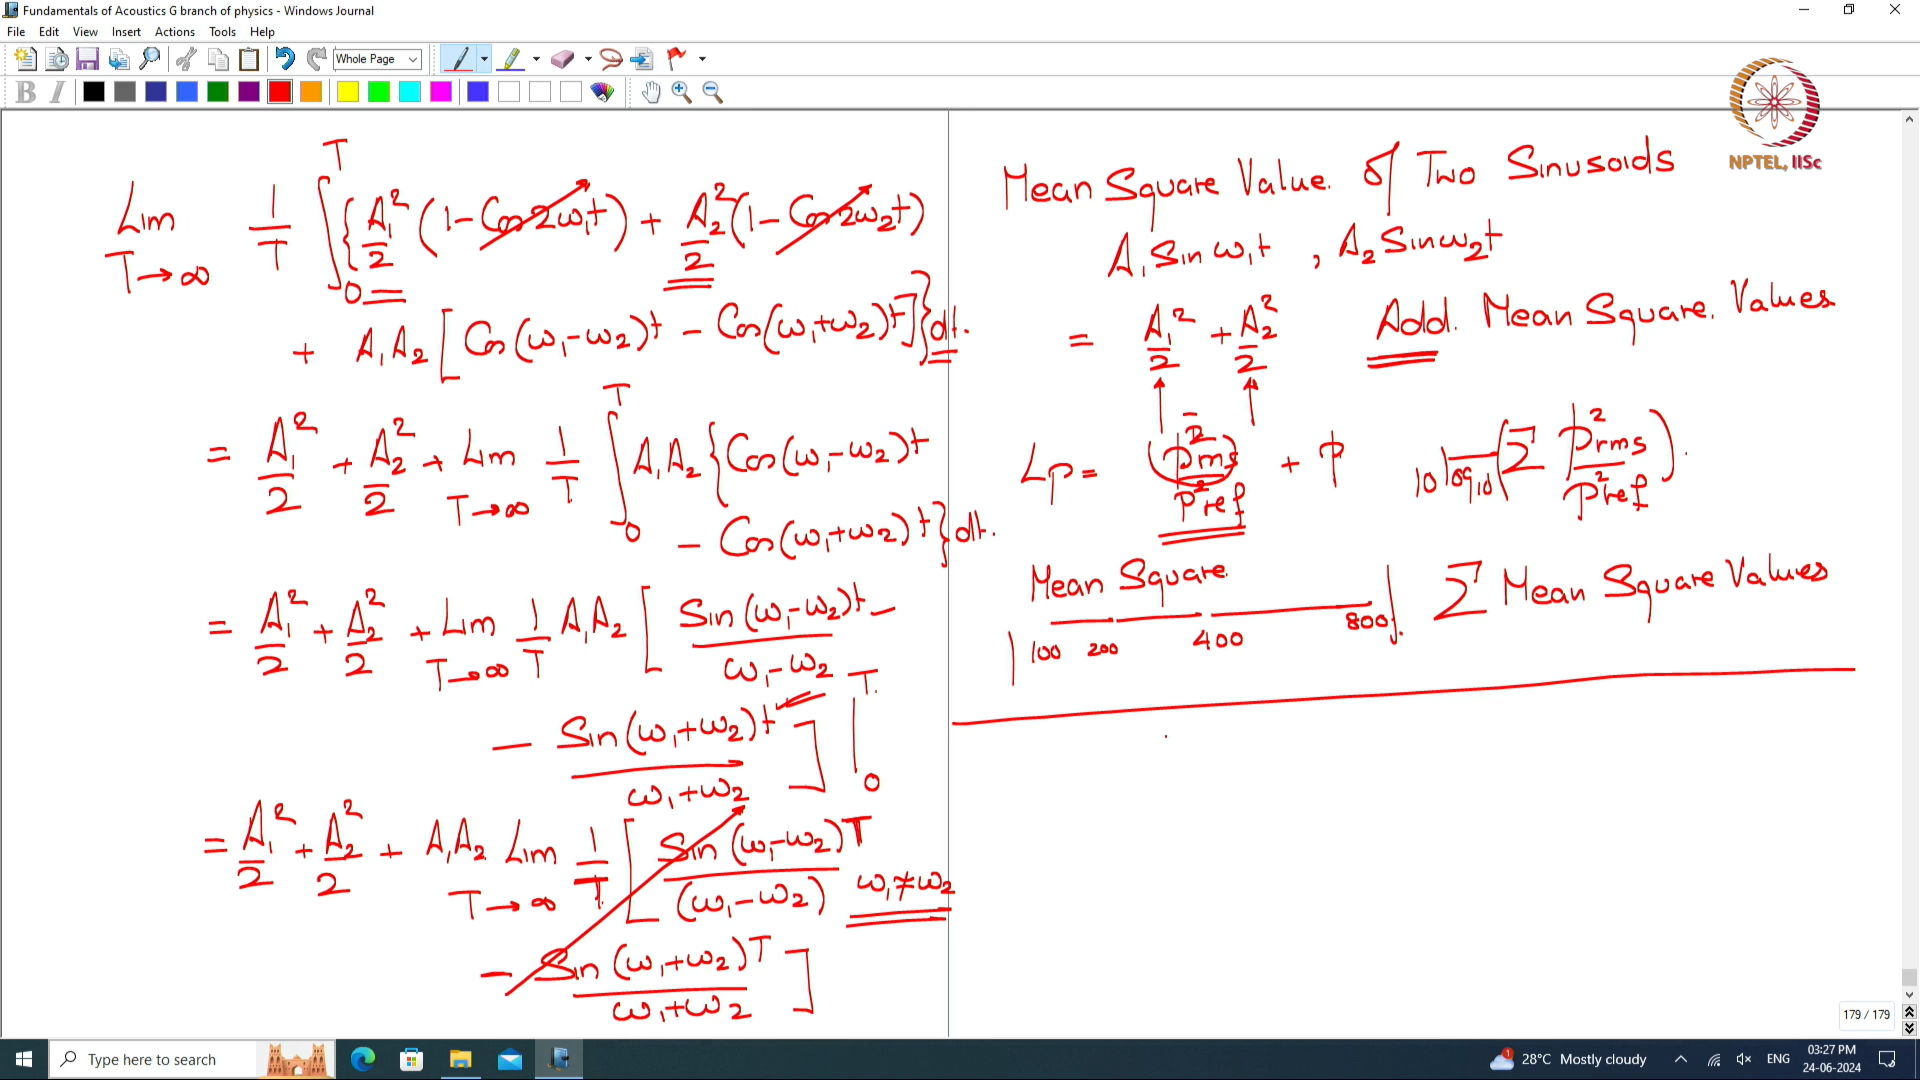 Fundamentals of Acoustics G branch of physics - Windows Journal
File Edit View Insert Actions Tools Help
Whole Page
B I
NPTEL, IISc
Lim T→∞ 1/T ∫₀ᵀ { A₁²/2 (1 - Cos 2ω₁t) + A₂²/2 (1 - Cos 2ω₂t)
+ A₁A₂ [ Cos(ω₁-ω₂)t - Cos(ω₁+ω₂)t ] } dt.
= A₁²/2 + A₂²/2 + Lim T→∞ 1/T ∫₀ᵀ A₁A₂ { Cos(ω₁-ω₂)t
- Cos(ω₁+ω₂)t } dt.
= A₁²/2 + A₂²/2 + Lim T→∞ 1/T A₁A₂ [ Sin(ω₁-ω₂)t / ω₁-ω₂ -
- Sin(ω₁+ω₂)t / ω₁+ω₂ ] |₀ᵀ
= A₁²/2 + A₂²/2 + A₁A₂ Lim T→∞ 1/T [ Sin(ω₁-ω₂)T / (ω₁-ω₂) ω₁≠ω₂
- Sin(ω₁+ω₂)T / ω₁+ω₂ ]
Mean Square Value of Two Sinusoids
A₁ Sin ω₁t , A₂ Sin ω₂t
= A₁²/2 + A₂²/2 Add. Mean Square Values
Lp = (p²rms) / p²ref + p 10 log₁₀ ( Σ p²rms / p²ref ).
Mean Square
100 200 400 800 Σ Mean Square Values
179 / 179
Type here to search
1
28°C Mostly cloudy
ENG
03:27 PM
24-06-2024